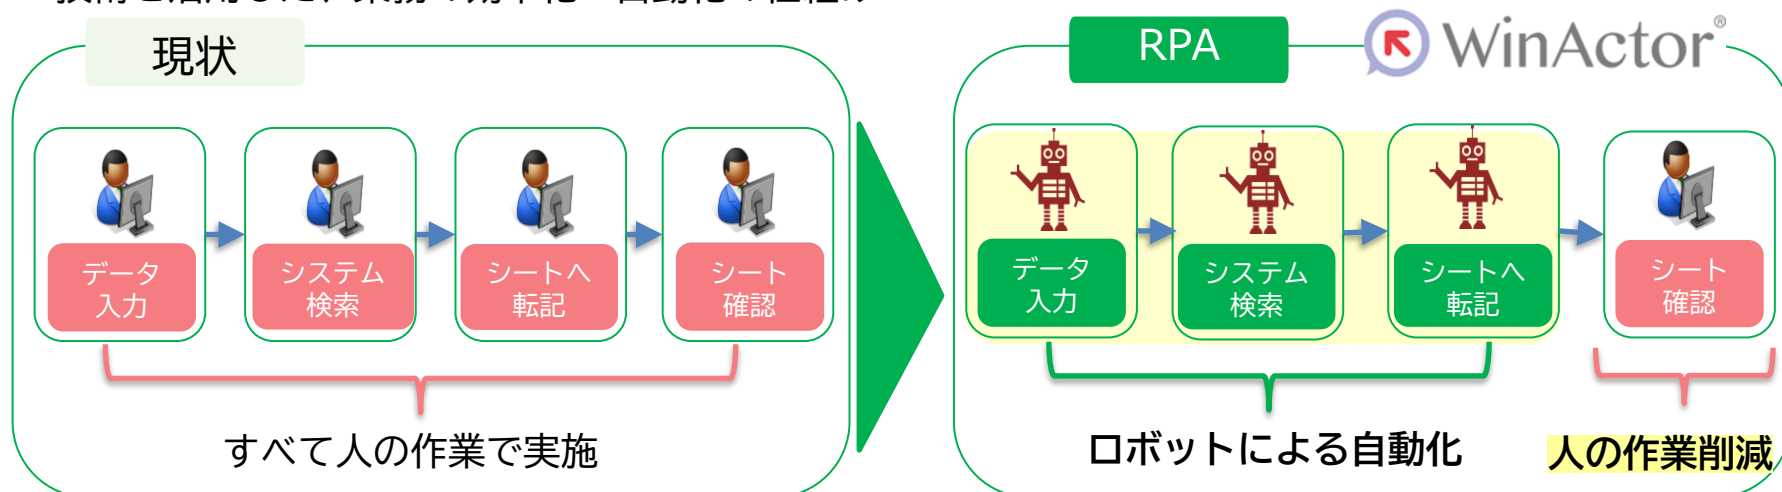 現状
データ
入力
システム
検索
シートへ
転記
シート
確認
すべて人の作業で実施
RPA
WinActor®
データ
入力
システム
検索
シートへ
転記
シート
確認
ロボットによる自動化
人の作業削減